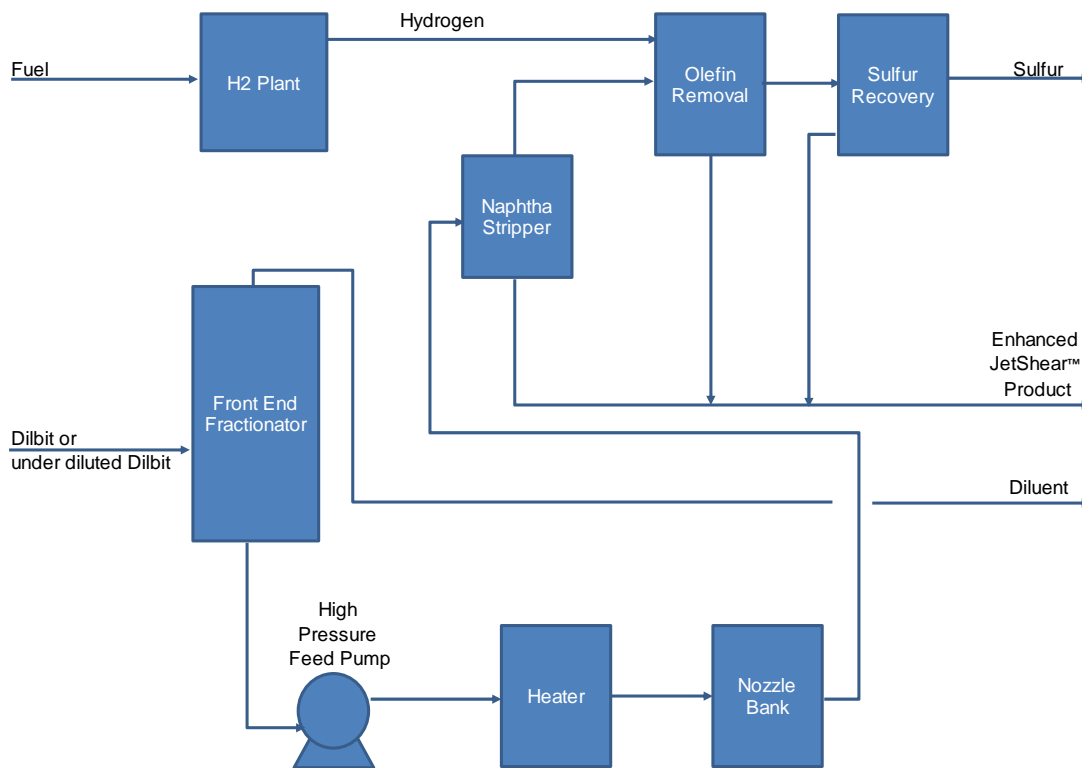 Hydrogen
Fuel
H2 Plant
Olefin
Removal
Sulfur
Recovery
Sulfur
Naphtha
Stripper
Enhanced
JetShear™
Product
Front End
Fractionator
Dilbit or
under diluted Dilbit
Diluent
High
Pressure
Feed Pump
Heater
Nozzle
Bank